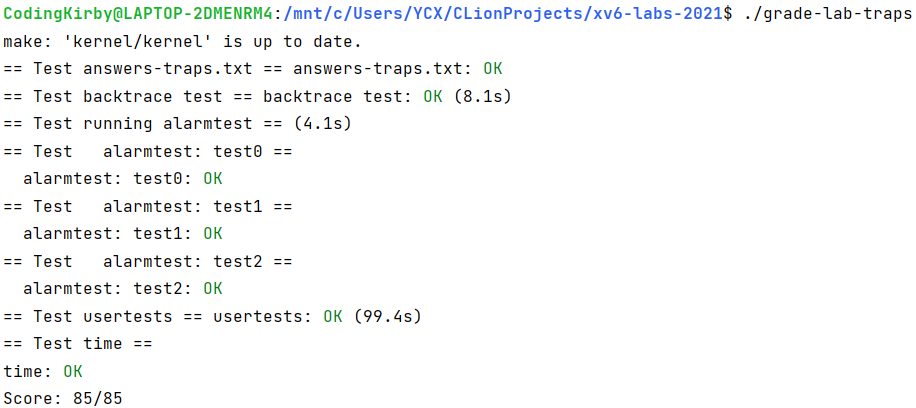 CodingKirby@LAPTOP-2DMENRM4:/mnt/c/Users/YCX/CLionProjects/xv6-labs-2021$ ./grade-lab-traps
make: 'kernel/kernel' is up to date.
== Test answers-traps.txt == answers-traps.txt: OK
== Test backtrace test == backtrace test: OK (8.1s)
== Test running alarmtest == (4.1s)
== Test   alarmtest: test0 ==
  alarmtest: test0: OK
== Test   alarmtest: test1 ==
  alarmtest: test1: OK
== Test   alarmtest: test2 ==
  alarmtest: test2: OK
== Test usertests == usertests: OK (99.4s)
== Test time ==
time: OK
Score: 85/85